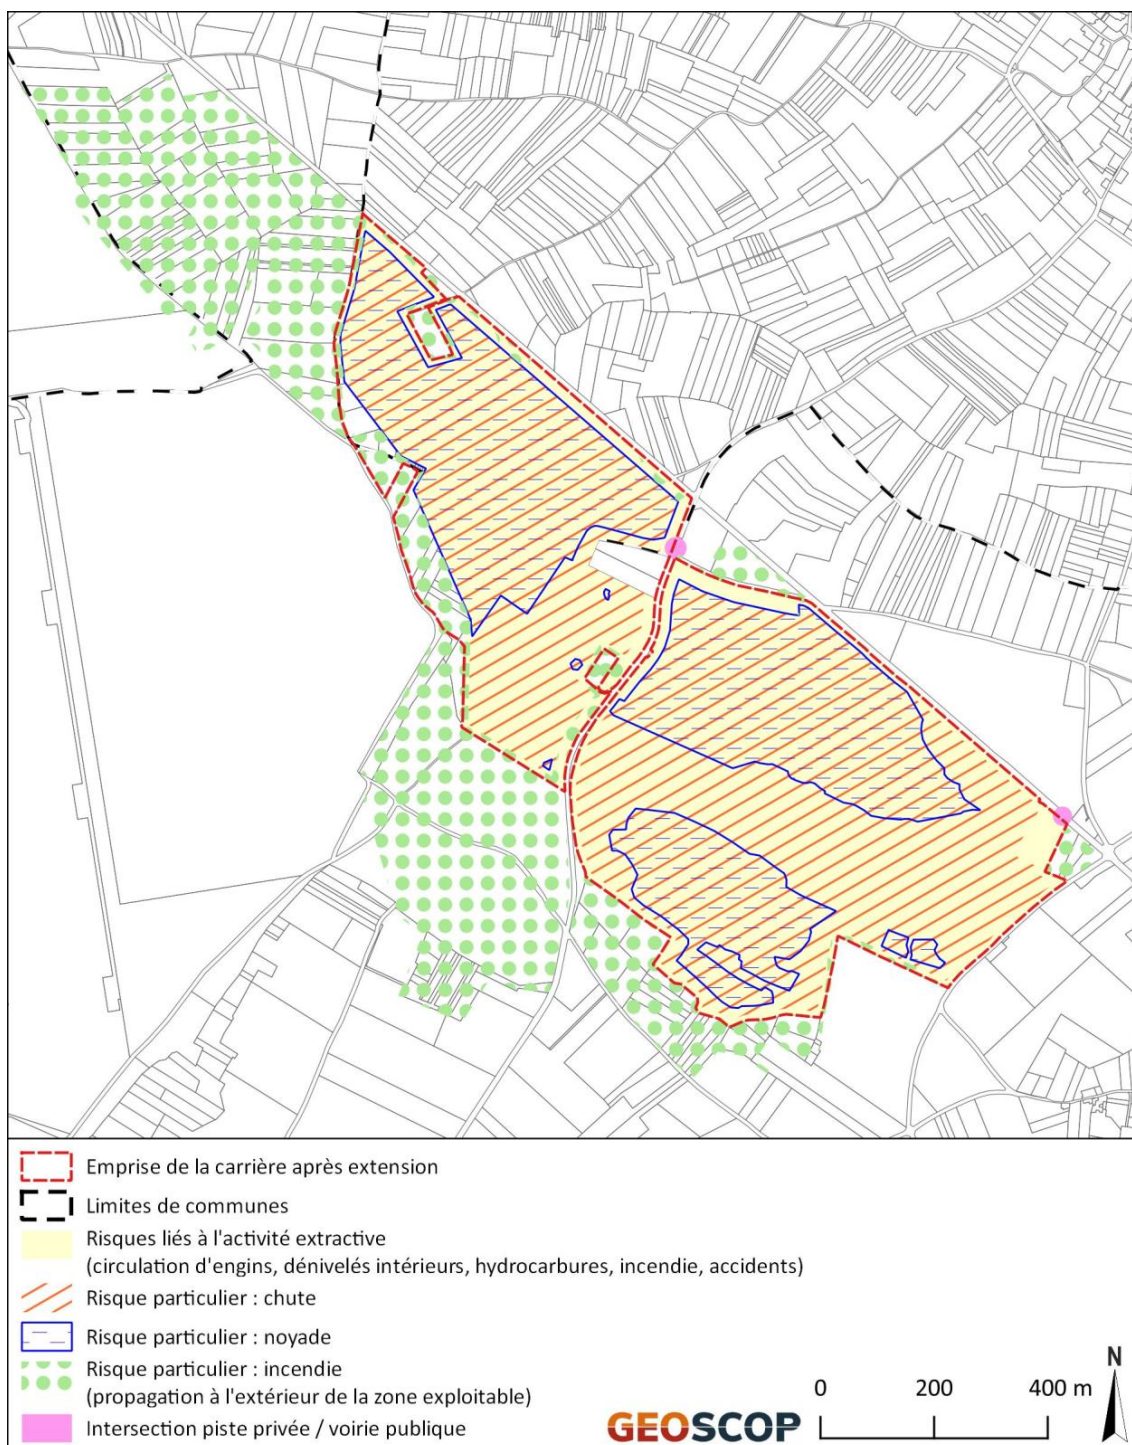 Emprise de la carrière après extension
Limites de communes
Risques liés à l'activité extractive
(circulation d'engins, dénivelés intérieurs, hydrocarbures, incendie, accidents)
Risque particulier : chute
Risque particulier : noyade
Risque particulier : incendie
(propagation à l'extérieur de la zone exploitable)
Intersection piste privée / voirie publique
GEOSCOP
0 200 400 m
N